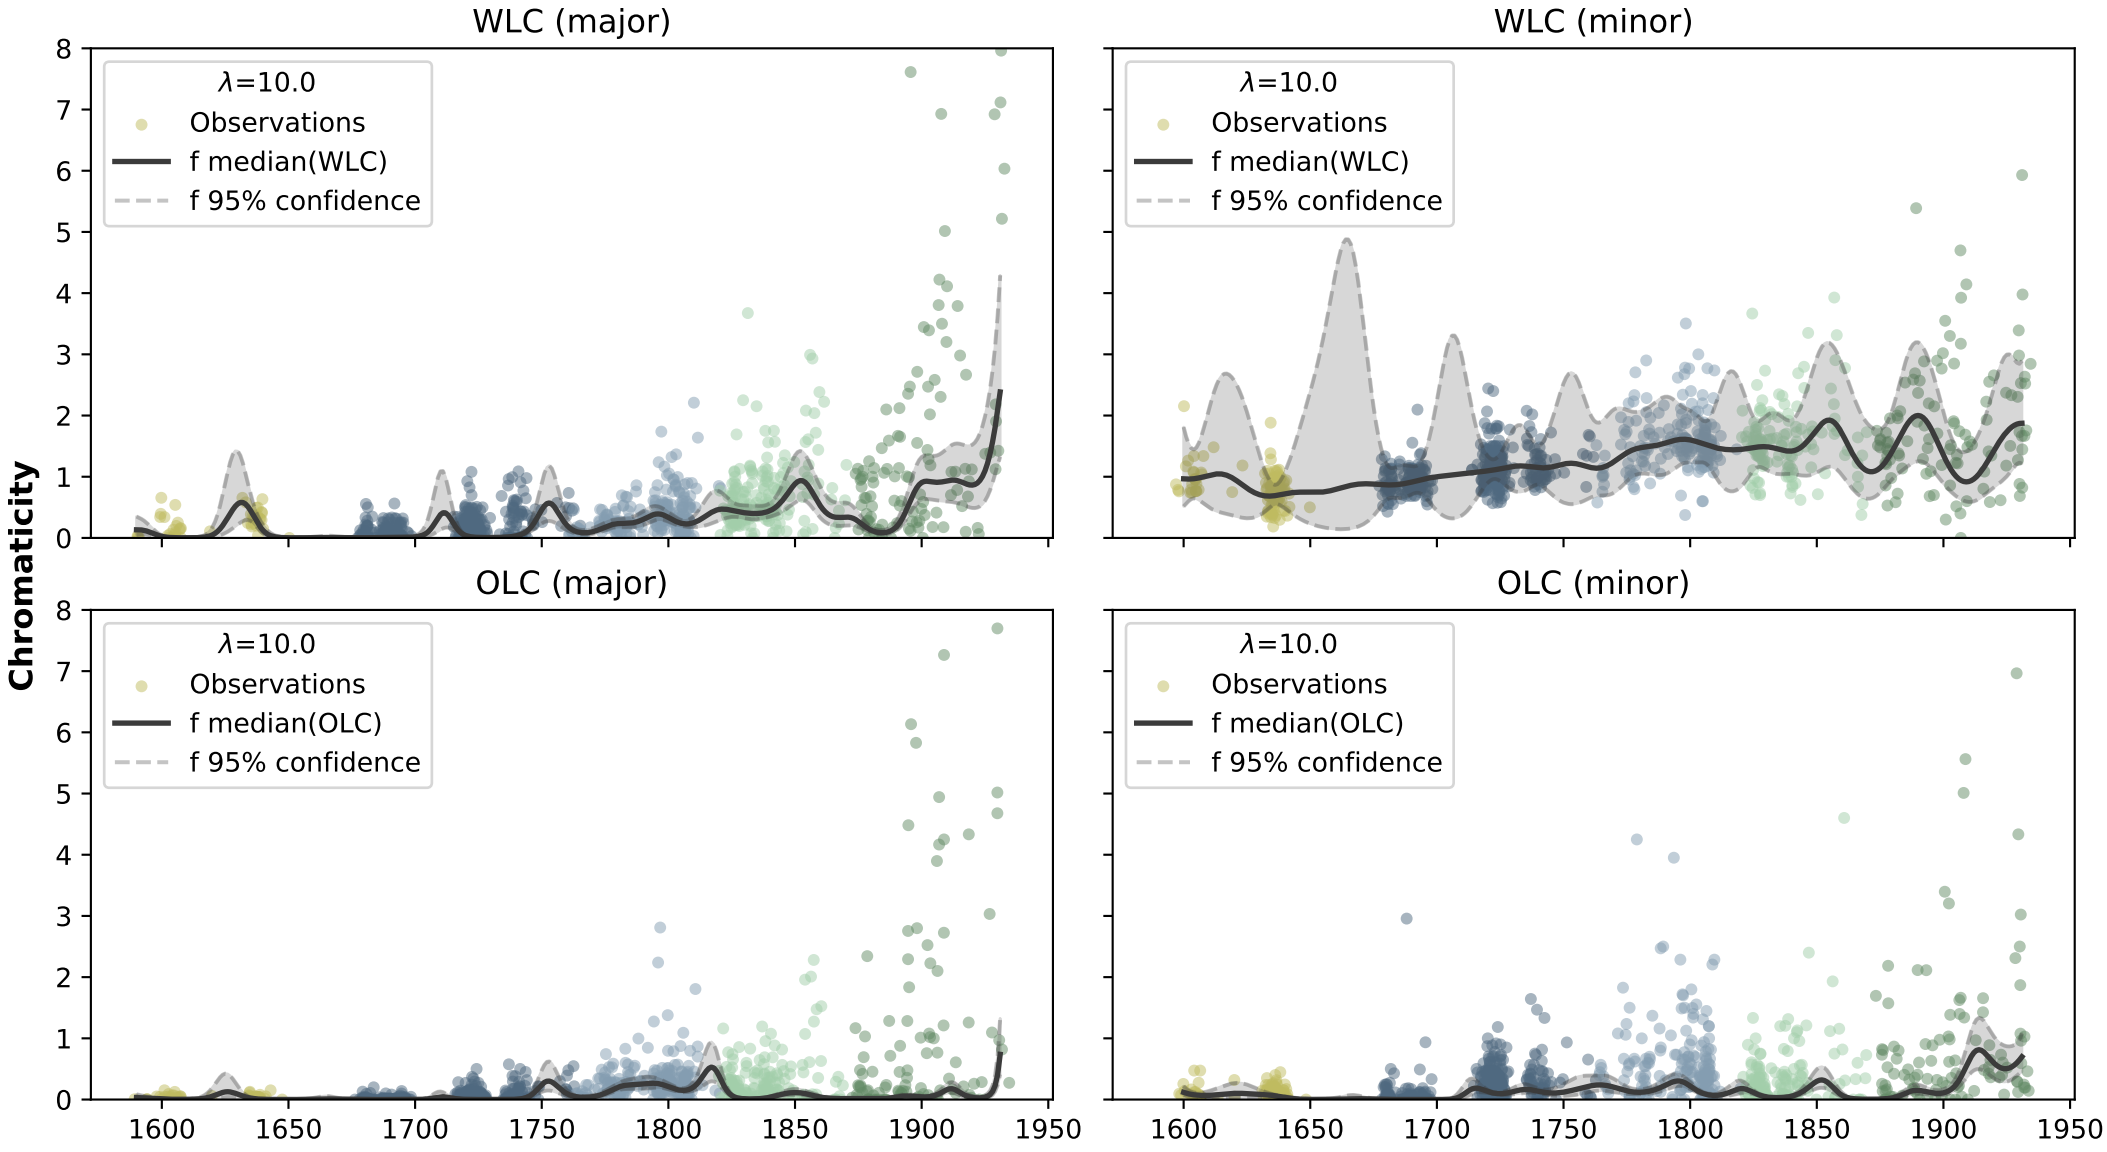 WLC (major)
8
7
6
5
4
3
2
1
0
λ=10.0
Observations
f median(WLC)
f 95% confidence
WLC (minor)
λ=10.0
Observations
f median(WLC)
f 95% confidence
Chromaticity
OLC (major)
8
7
6
5
4
3
2
1
0
λ=10.0
Observations
f median(OLC)
f 95% confidence
1600 1650 1700 1750 1800 1850 1900 1950
OLC (minor)
λ=10.0
Observations
f median(OLC)
f 95% confidence
1600 1650 1700 1750 1800 1850 1900 1950